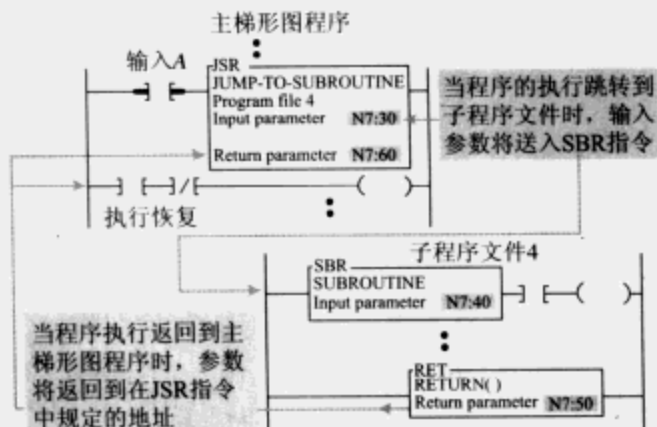 主梯形图程序
输入A
JSR
JUMP-TO-SUBROUTINE
Program file 4
Input parameter N7:30
Return parameter N7:60
当程序的执行跳转到
子程序文件时，输入
参数将送入SBR指令
执行恢复
子程序文件4
SBR
SUBROUTINE
Input parameter N7:40
当程序执行返回到主
梯形图程序时，参数
将返回到在JSR指令
中规定的地址
RET
RETURN( )
Return parameter N7:50